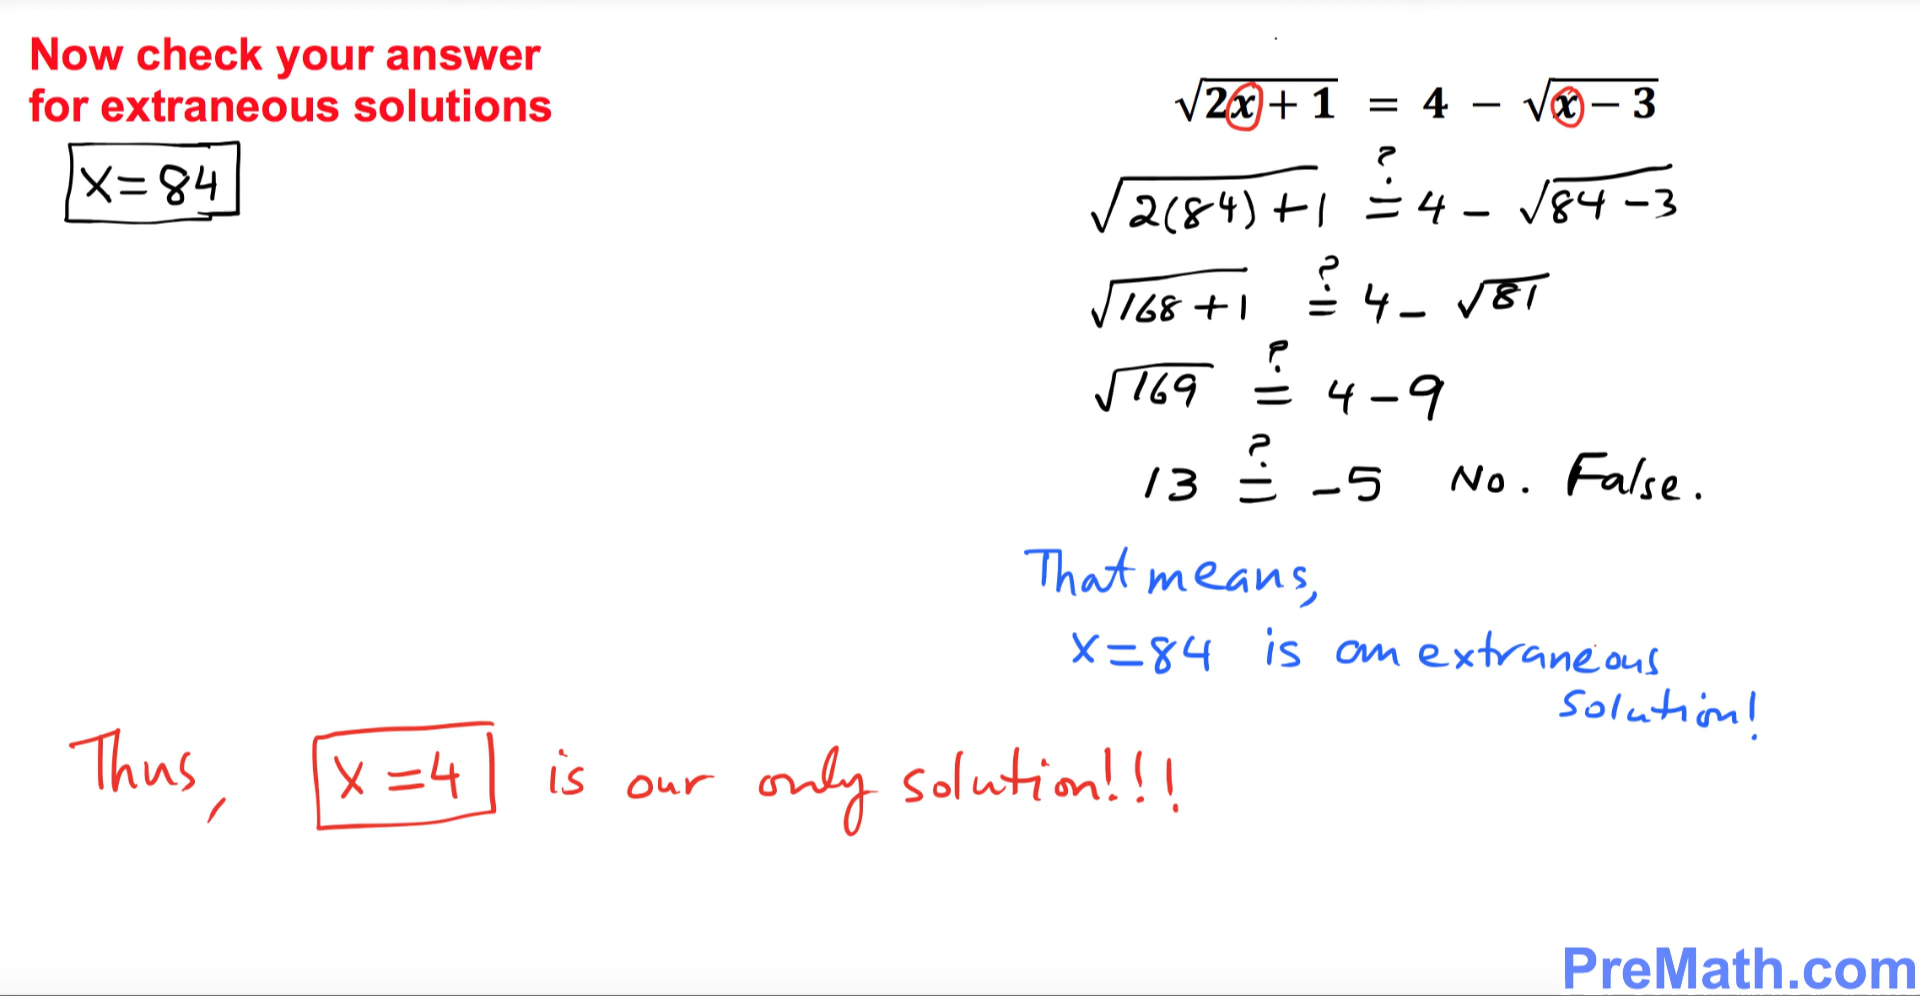 Now check your answer
for extraneous solutions
x=84
√2x + 1 = 4 − √x − 3
√2(84)+1 ?= 4 − √84−3
√168+1 ?= 4 − √81
√169 ?= 4−9
13 ?= −5 No. False.
That means,
x=84 is an extraneous
solution!
Thus, x=4 is our only solution!!!
PreMath.com